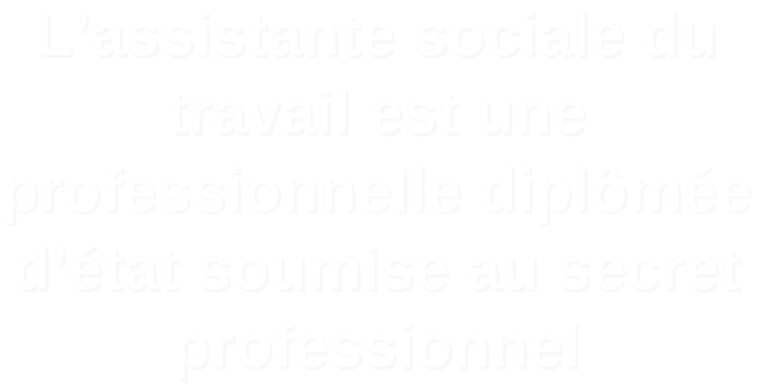 L'assistante sociale du
travail est une
professionnelle diplômée
d'état soumise au secret
professionnel